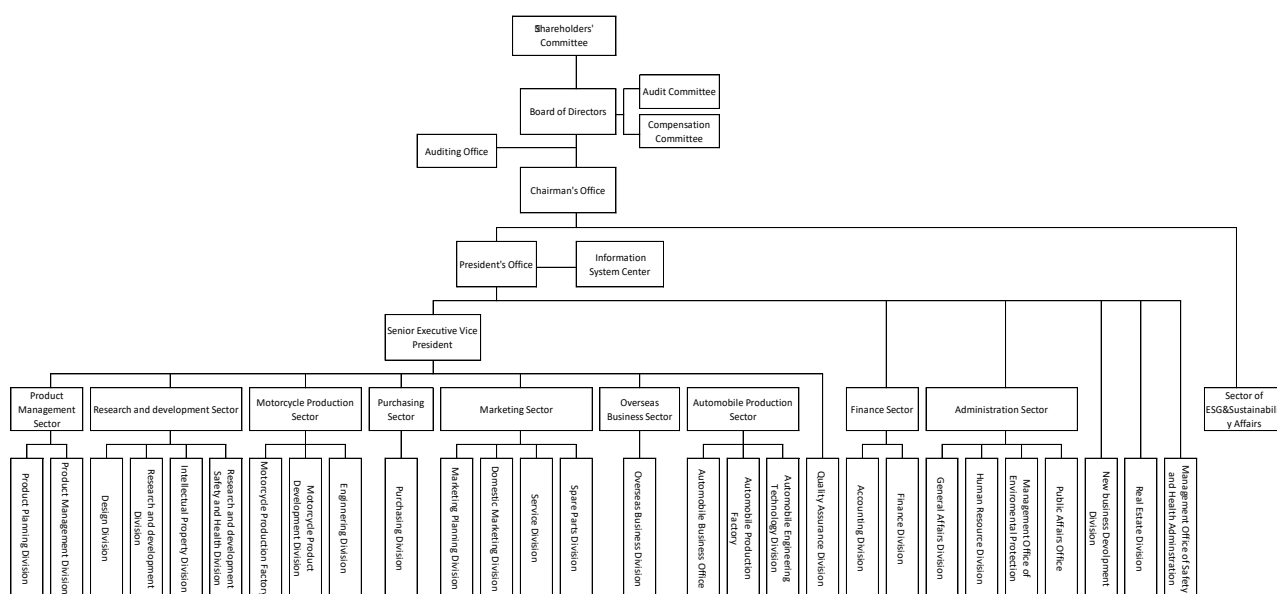 Shareholders'
Committee
Board of Directors
Audit Committee
Compensation
Committee
Auditing Office
Chairman's Office
President's Office
Information
System Center
Senior Executive Vice
President
Product
Management
Sector
Research and development Sector
Motorcycle Production
Sector
Purchasing
Sector
Marketing Sector
Overseas
Business Sector
Automobile Production
Sector
Finance Sector
Administration Sector
Sector of
ESG&Sustainabilit
y Affairs
Product Planning Division
Product Management Division
Design Division
Research and development
Division
Intellectual Property Division
Research and development
Safety and Health Division
Motorcycle Production Factory
Motorcycle Product
Development Division
Enginnering Division
Purchasing Division
Marketing Planning Division
Domestic Marketing Division
Service Division
Spare Parts Division
Overseas Business Division
Automobile Business Office
Automobile Production
Factory
Automobile Engineering
Technology Division
Quality Assurance Division
Accounting Division
Finance Division
General Affairs Division
Human Resource Division
Management Office of
Environmental Protection
Public Affairs Office
New business Devolpment
Division
Real Estate Division
Management Office of Safety
and Health Adminstration